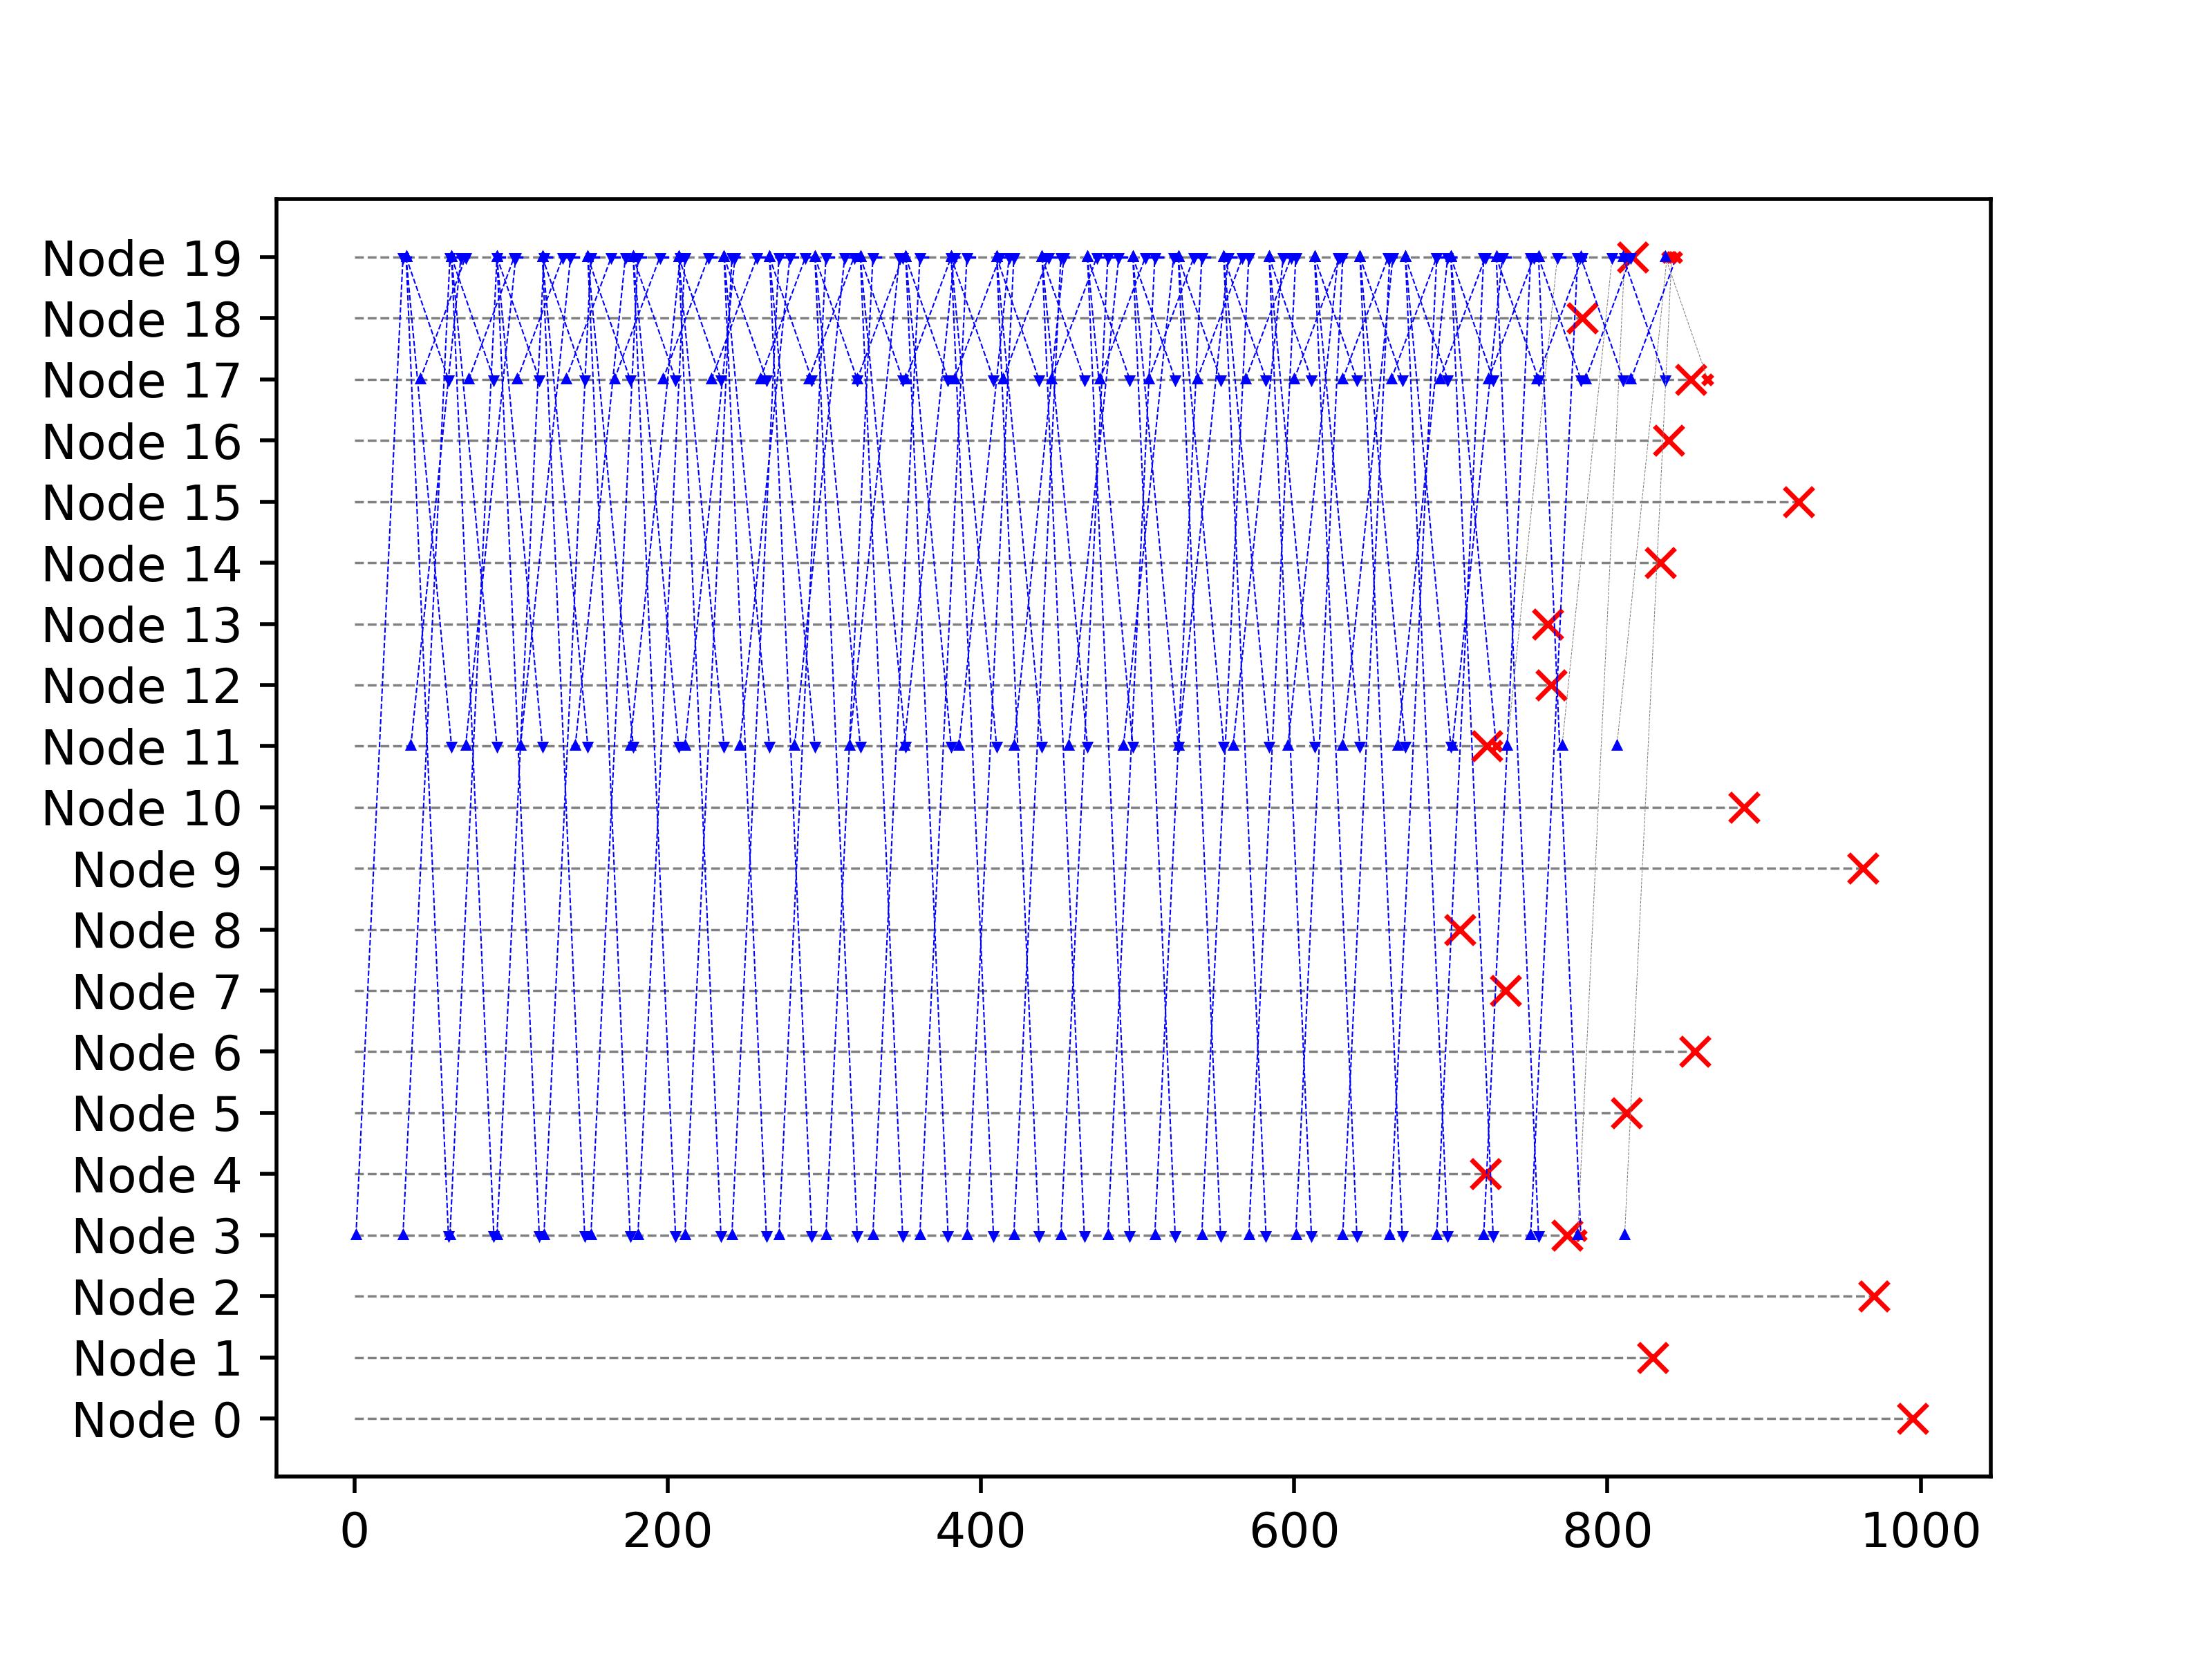 Node 19
Node 18
Node 17
Node 16
Node 15
Node 14
Node 13
Node 12
Node 11
Node 10
Node 9
Node 8
Node 7
Node 6
Node 5
Node 4
Node 3
Node 2
Node 1
Node 0
0 200 400 600 800 1000